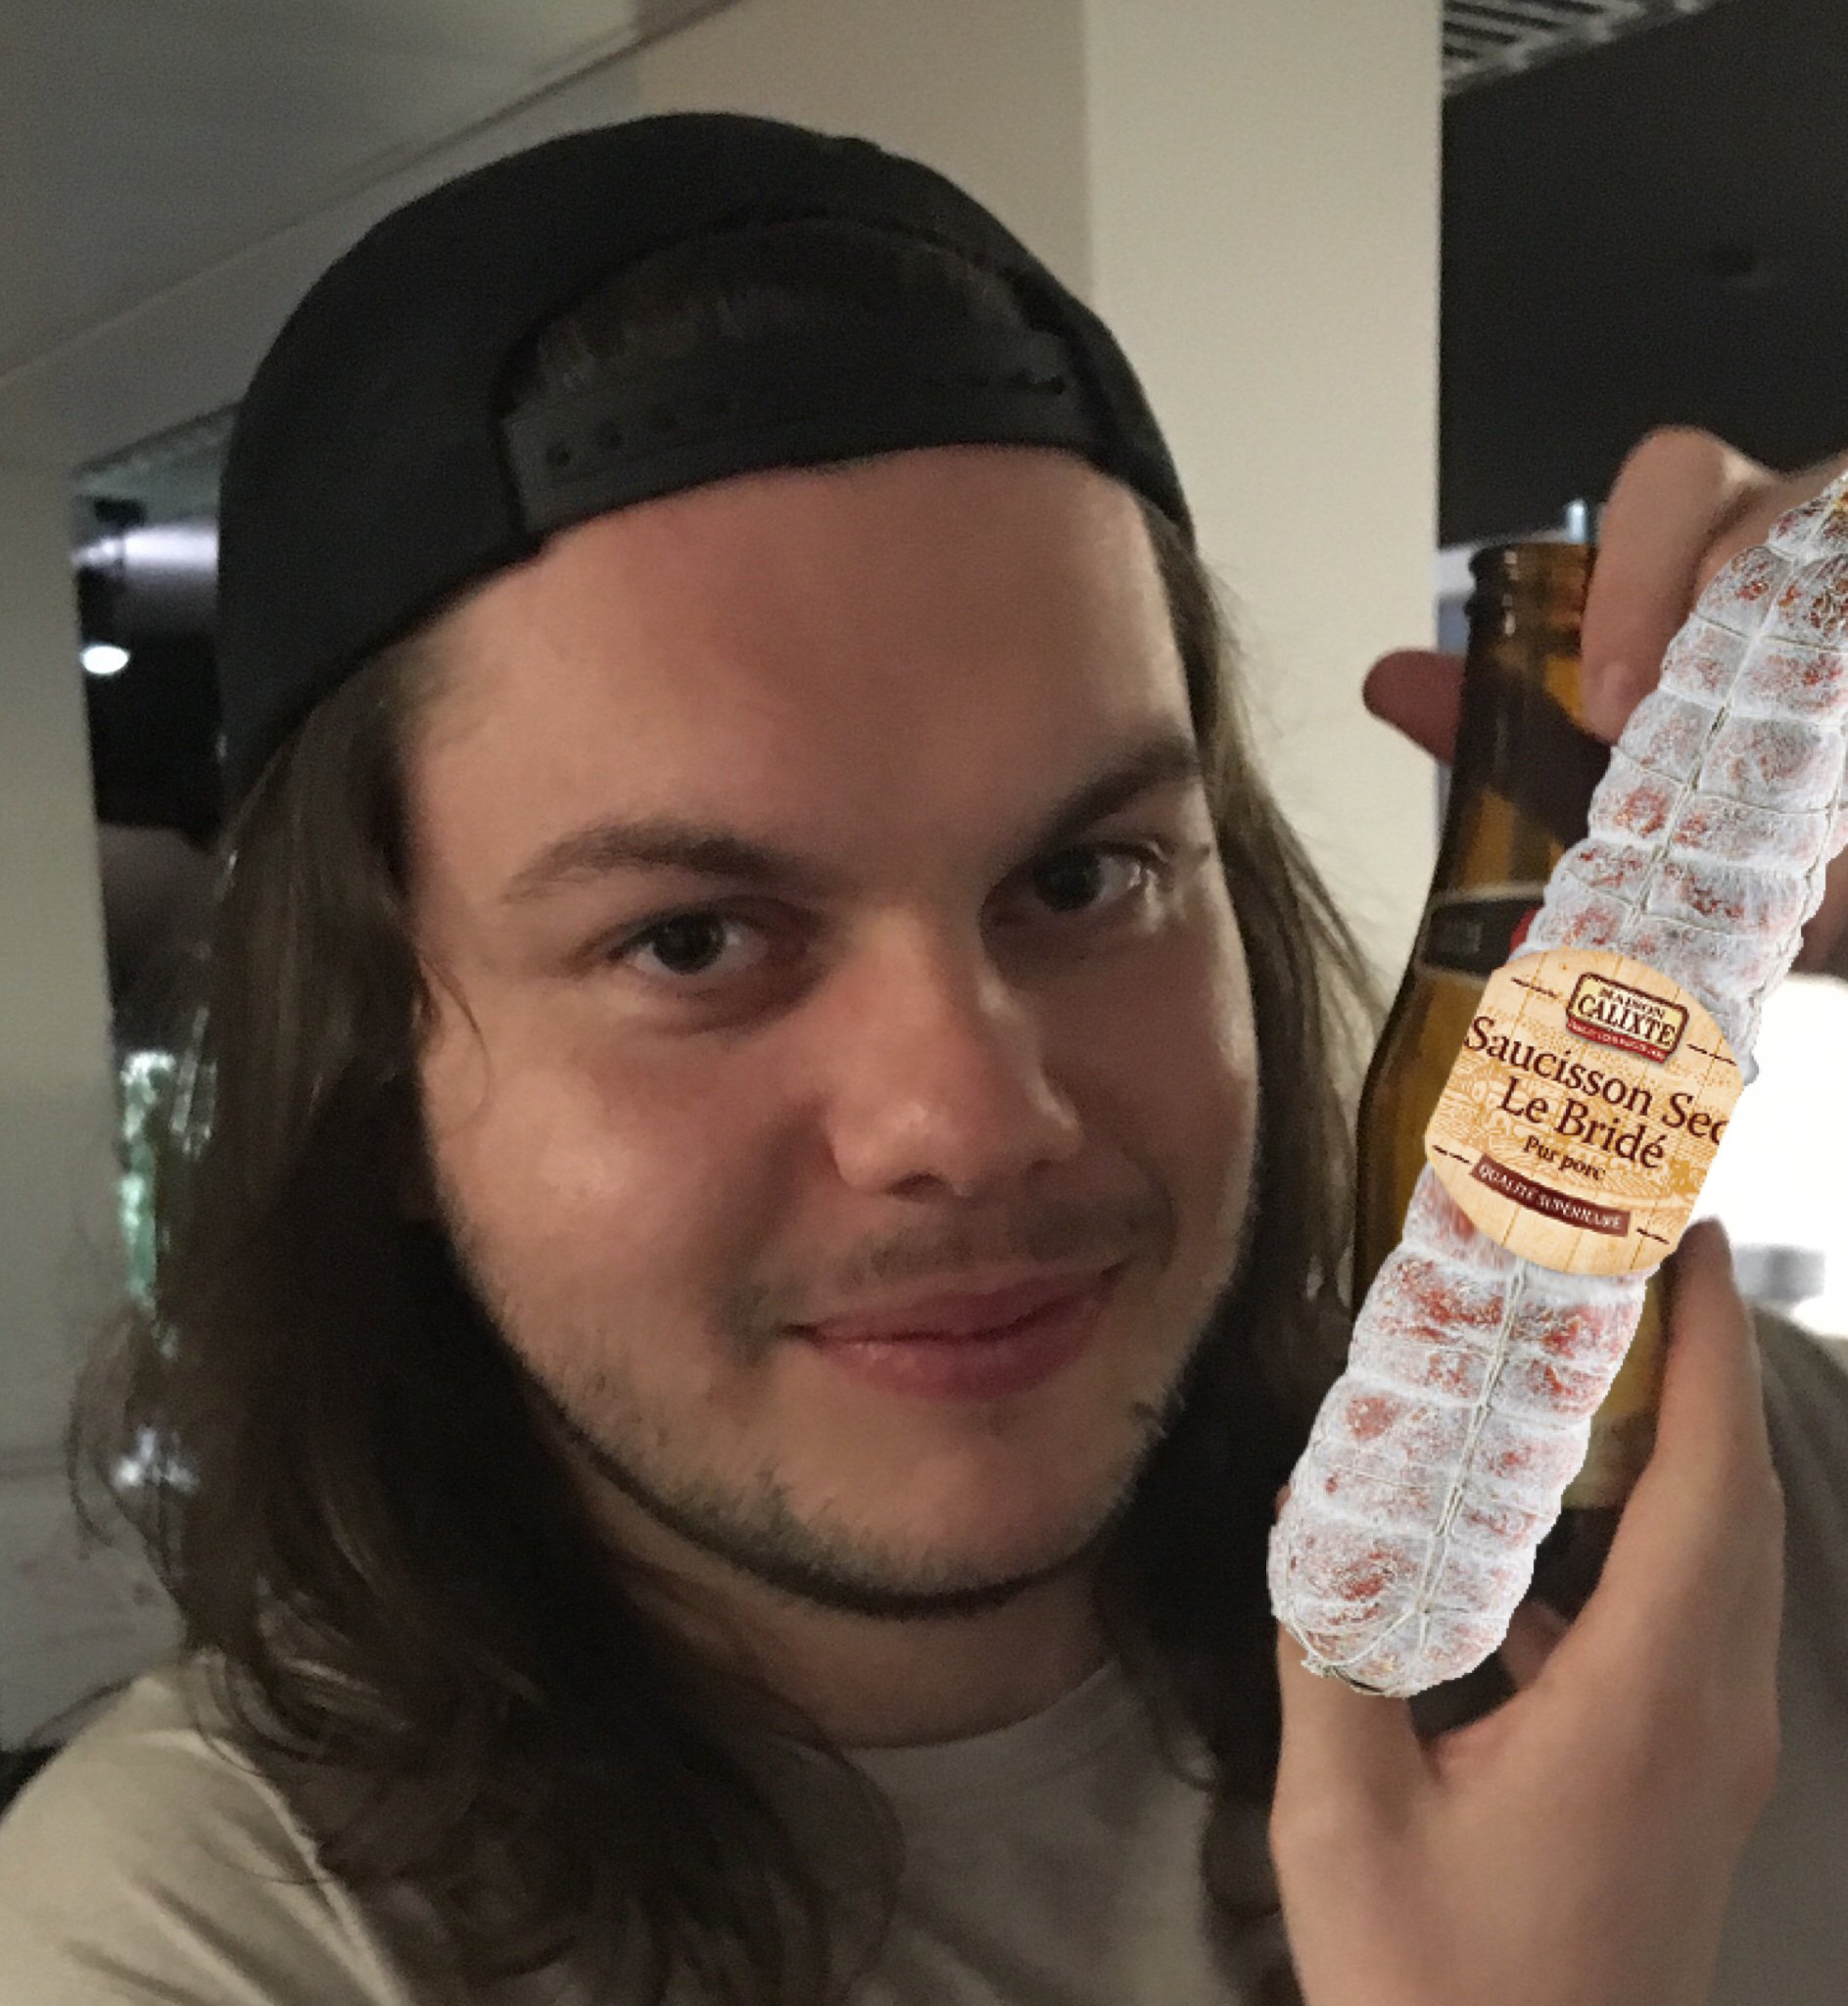 MAISON
CALIXTE
Saucisson Sec
Le Bridé
Pur porc
QUALITÉ SUPÉRIEURE